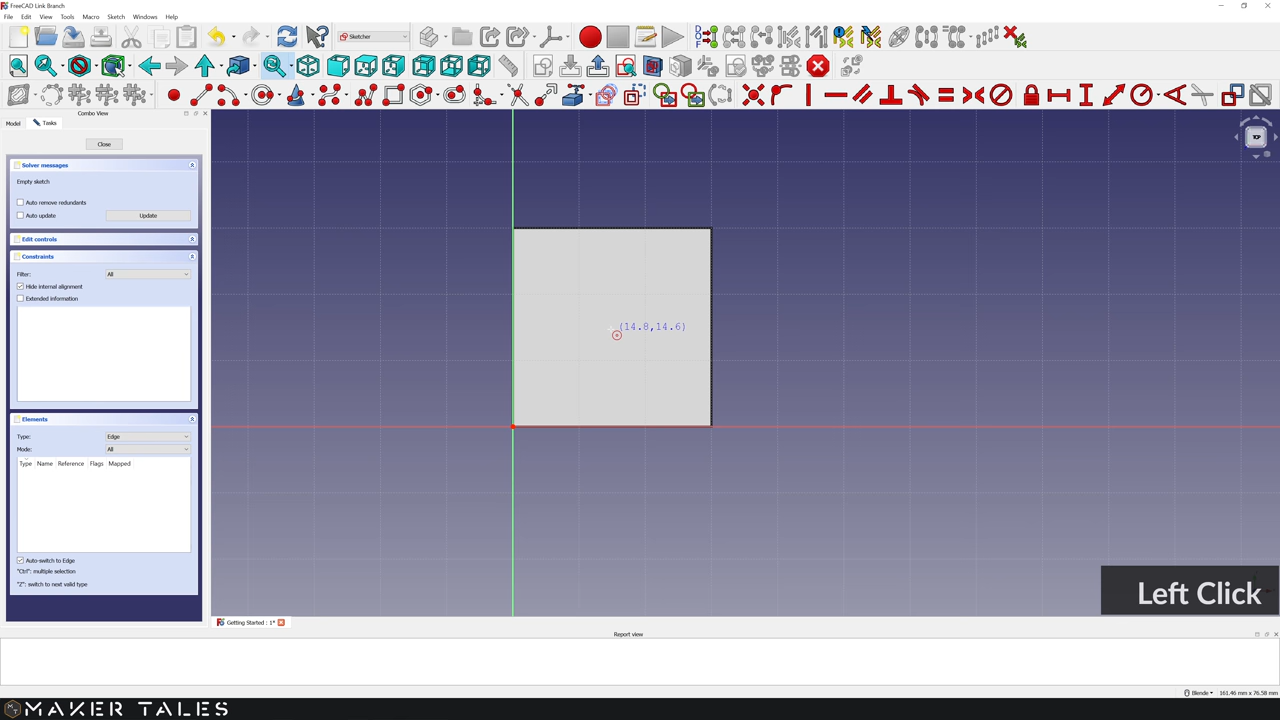 FreeCAD Link Branch
File Edit View Tools Macro Sketch Windows Help
Sketcher
Combo View
Model Tasks
Close
Solver messages
Empty sketch
Auto remove redundants
Auto update Update
Edit controls
Constraints
Filter: All
Hide internal alignment
Extended information
Elements
Type: Edge
Mode: All
Type Name Reference Flags Mapped
Auto-switch to Edge
"Ctrl": multiple selection
"Z": switch to next valid type
(14.8,14.6)
TOP
Left Click
Getting Started : 1*
Report view
Blende 161.46 mm x 76.58 mm
MAKER TALES